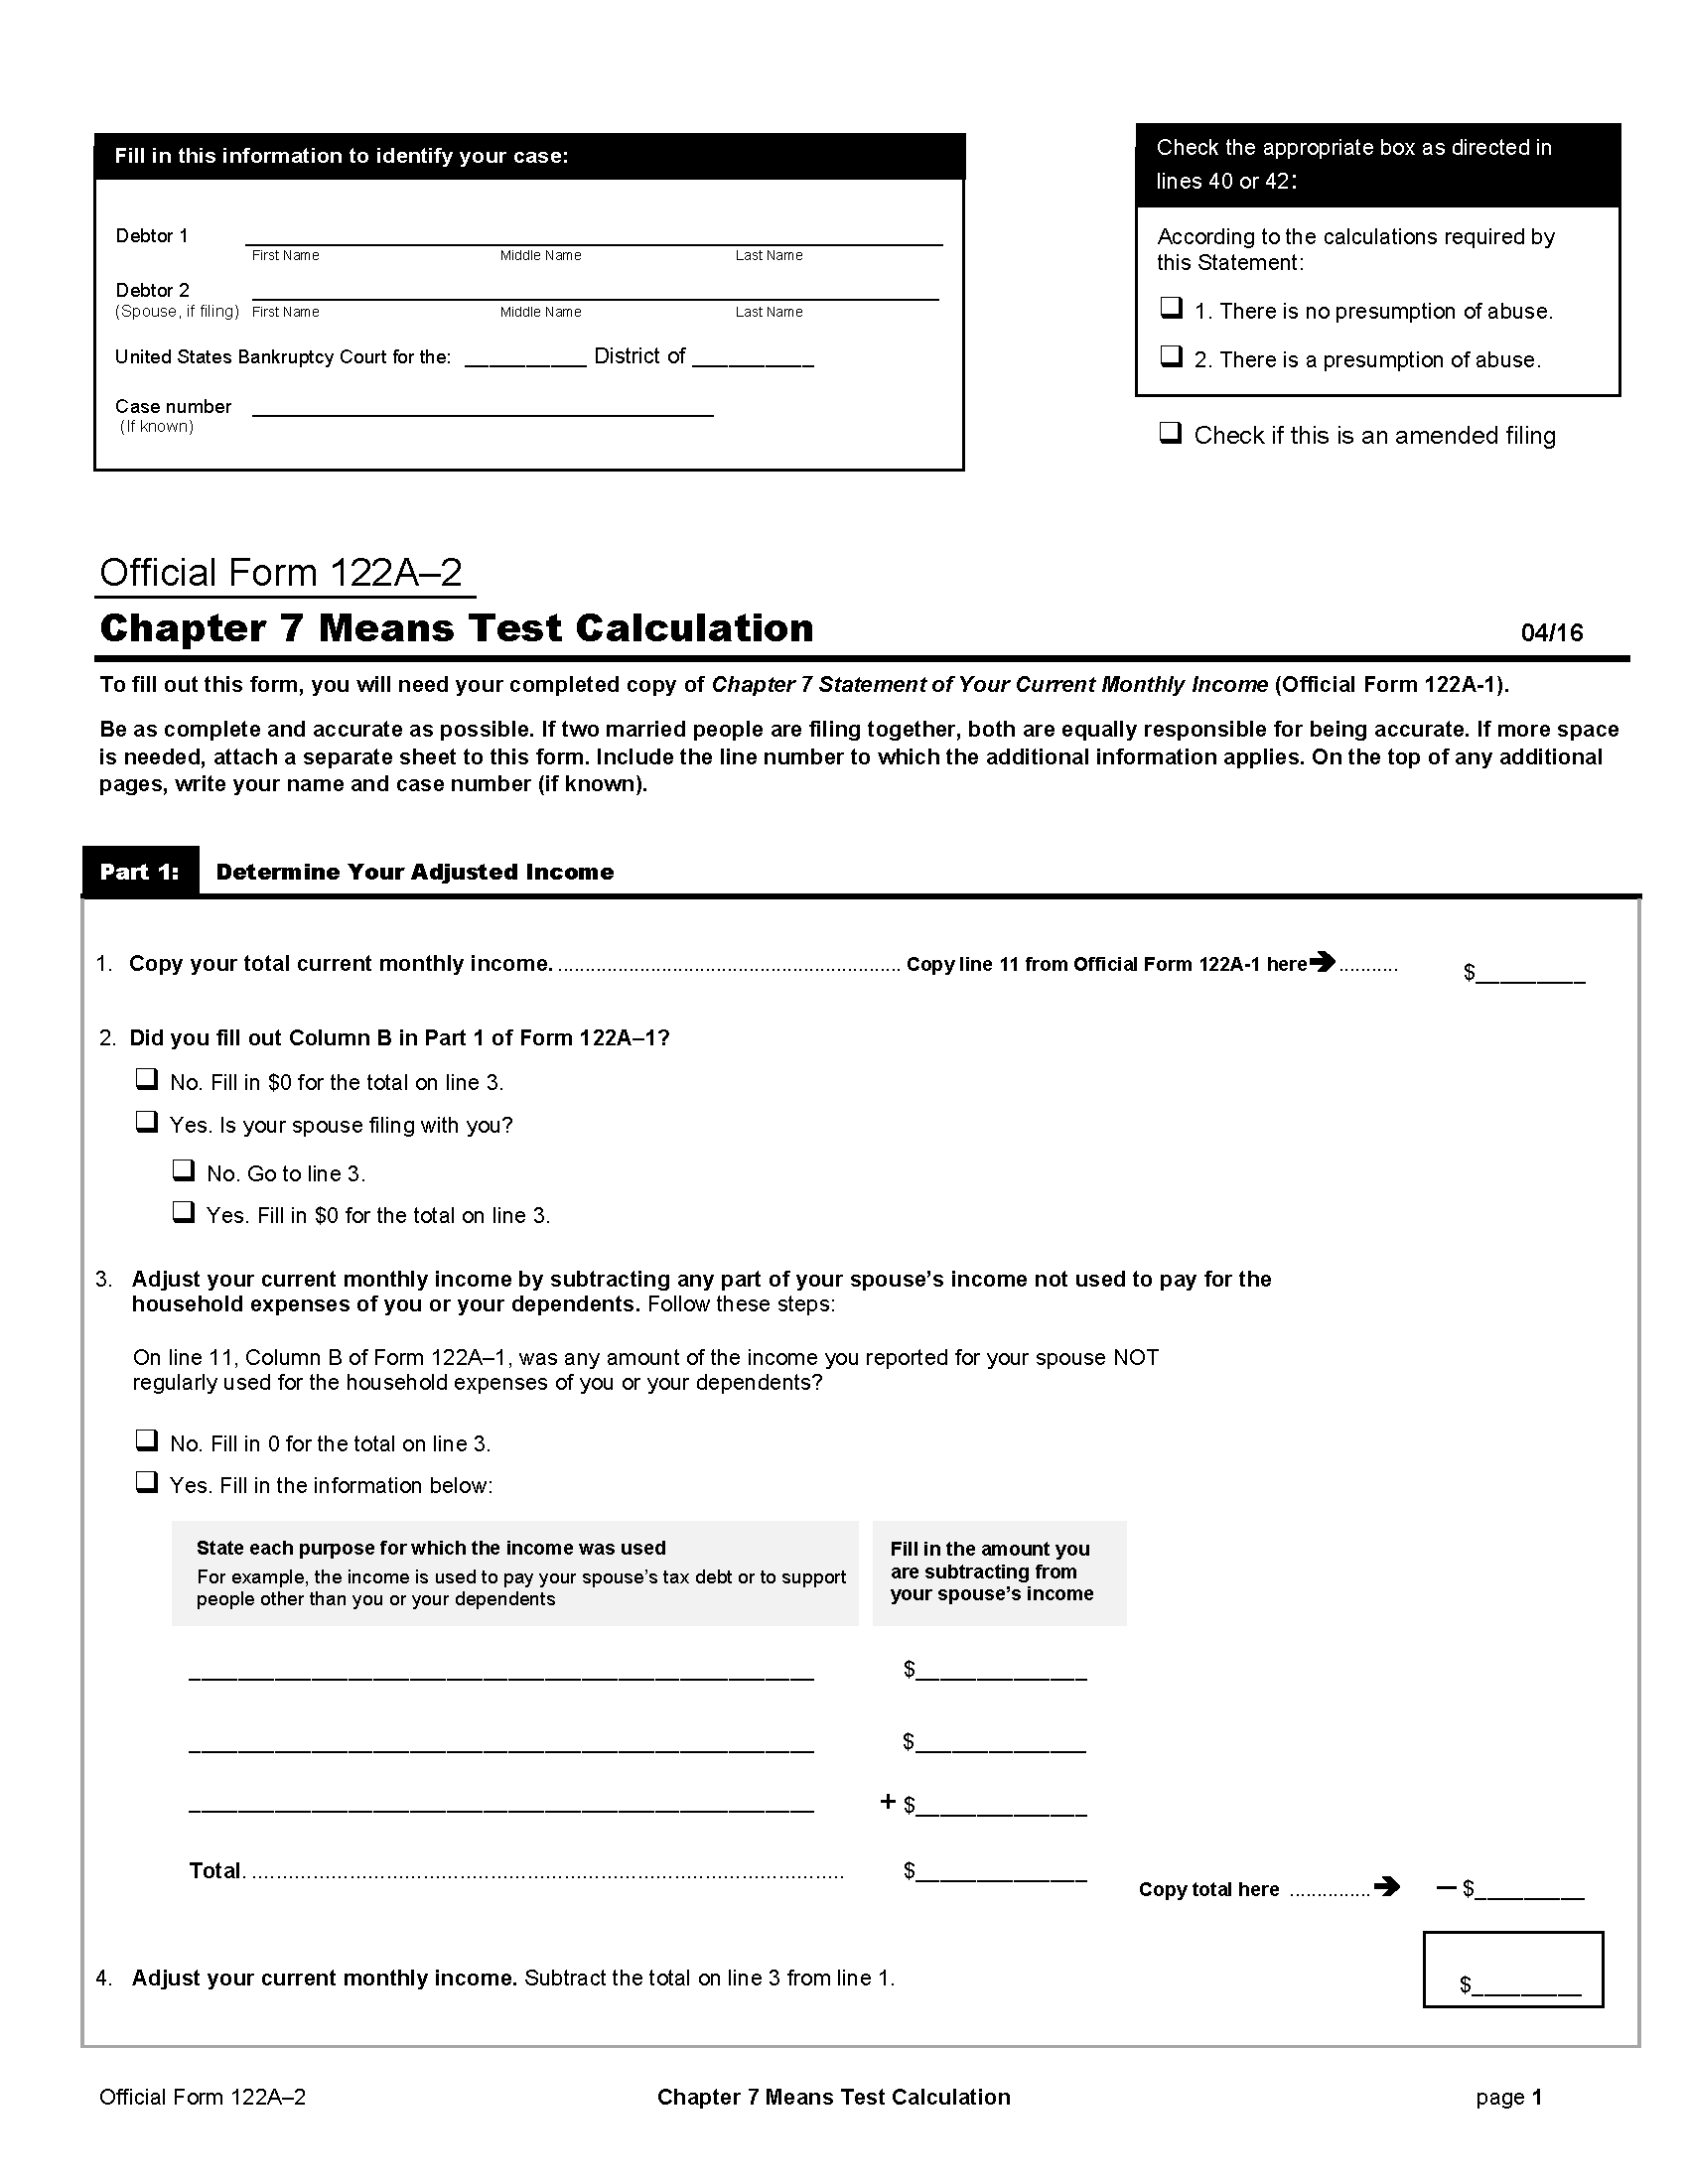 Fill in this information to identify your case:
Debtor 1
First Name Middle Name Last Name
Debtor 2
(Spouse, if filing) First Name Middle Name Last Name
United States Bankruptcy Court for the: __________ District of __________
Case number
(If known)
Check the appropriate box as directed in
lines 40 or 42:
According to the calculations required by
this Statement:
❑ 1. There is no presumption of abuse.
❑ 2. There is a presumption of abuse.
❑ Check if this is an amended filing
Official Form 122A–2
Chapter 7 Means Test Calculation 04/16
To fill out this form, you will need your completed copy of Chapter 7 Statement of Your Current Monthly Income (Official Form 122A-1).
Be as complete and accurate as possible. If two married people are filing together, both are equally responsible for being accurate. If more space
is needed, attach a separate sheet to this form. Include the line number to which the additional information applies. On the top of any additional
pages, write your name and case number (if known).
Part 1: Determine Your Adjusted Income
1. Copy your total current monthly income. .............................................................. Copy line 11 from Official Form 122A-1 here➔ ........... $_________
2. Did you fill out Column B in Part 1 of Form 122A–1?
❑ No. Fill in $0 for the total on line 3.
❑ Yes. Is your spouse filing with you?
❑ No. Go to line 3.
❑ Yes. Fill in $0 for the total on line 3.
3. Adjust your current monthly income by subtracting any part of your spouse’s income not used to pay for the
household expenses of you or your dependents. Follow these steps:
On line 11, Column B of Form 122A–1, was any amount of the income you reported for your spouse NOT
regularly used for the household expenses of you or your dependents?
❑ No. Fill in 0 for the total on line 3.
❑ Yes. Fill in the information below:
State each purpose for which the income was used
For example, the income is used to pay your spouse’s tax debt or to support
people other than you or your dependents
Fill in the amount you
are subtracting from
your spouse’s income
___________________________________________________ $______________
___________________________________________________ $______________
___________________________________________________ + $______________
Total. ................................................................................................ $______________
Copy total here ...............➔ — $_________
4. Adjust your current monthly income. Subtract the total on line 3 from line 1.
$_________
Official Form 122A–2 Chapter 7 Means Test Calculation page 1